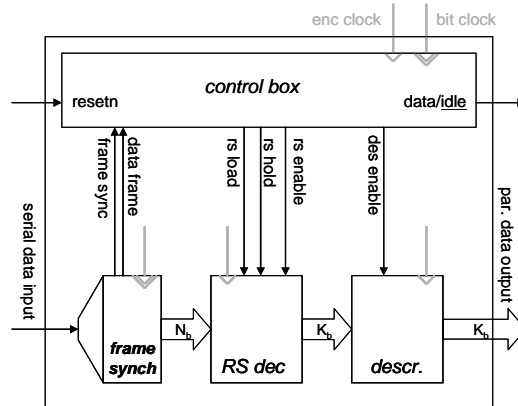 enc clock
bit clock
control box
resetn
data/idle
frame sync
data frame
rs load
rs hold
rs enable
des enable
serial data input
par. data output
frame
synch
Nb
RS dec
Kb
descr.
Kb